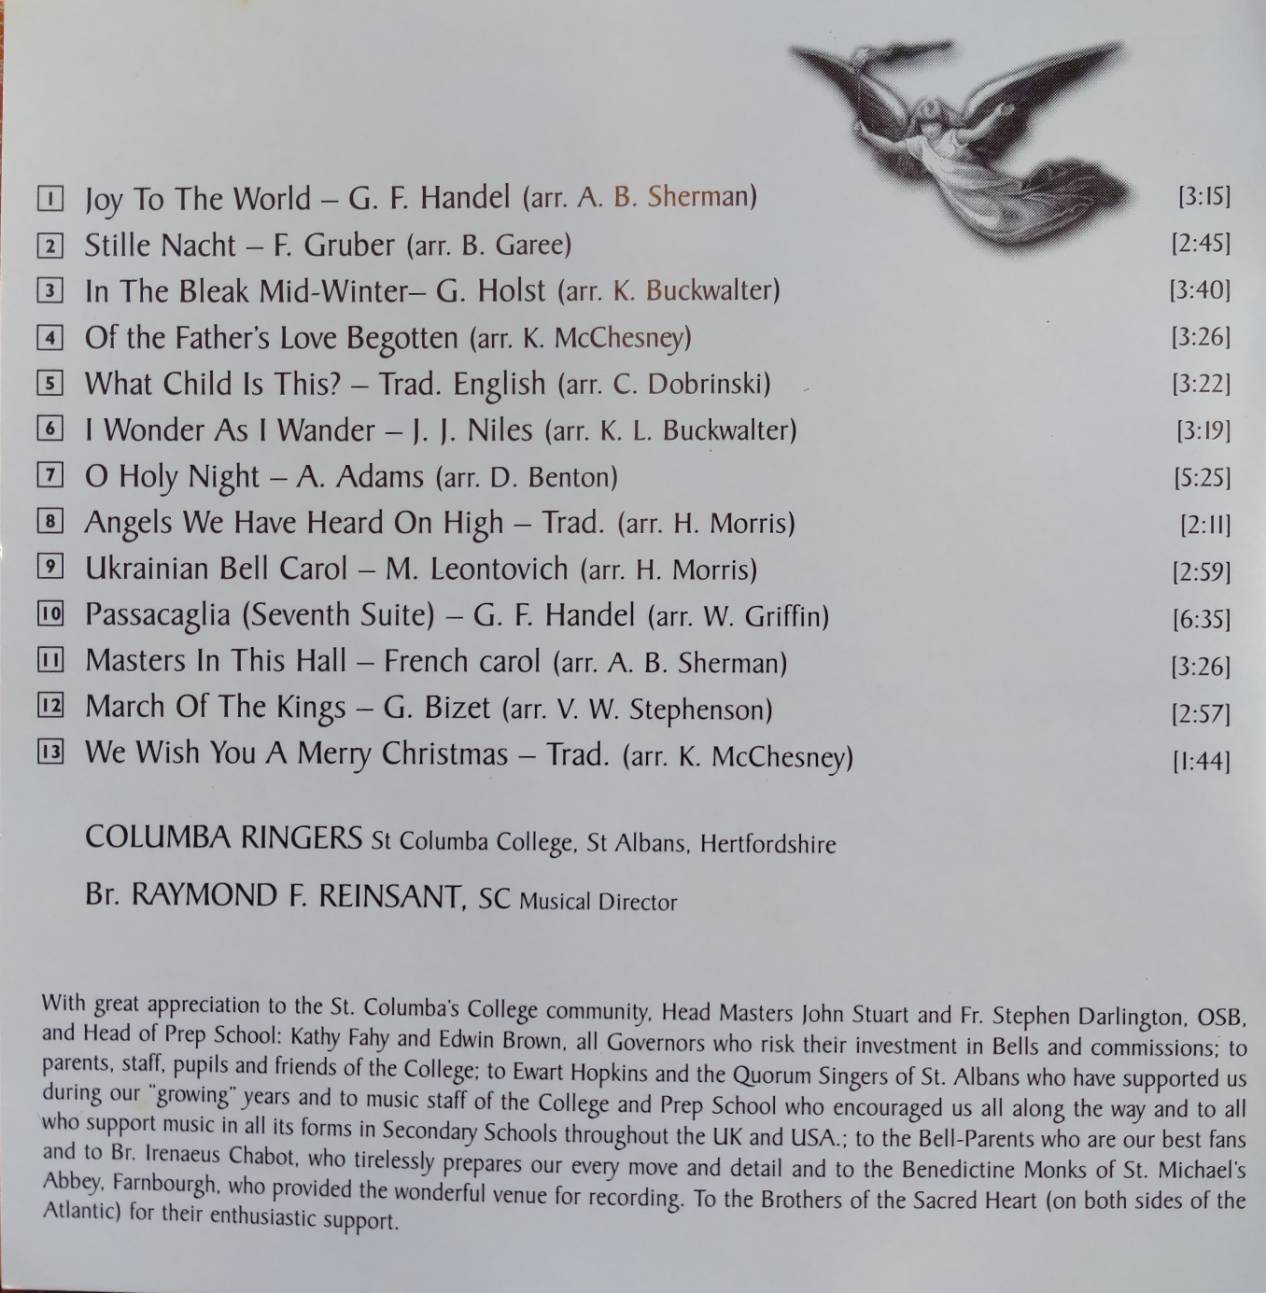 1 Joy To The World – G. F. Handel (arr. A. B. Sherman) [3:15]
2 Stille Nacht – F. Gruber (arr. B. Garee) [2:45]
3 In The Bleak Mid-Winter– G. Holst (arr. K. Buckwalter) [3:40]
4 Of the Father's Love Begotten (arr. K. McChesney) [3:26]
5 What Child Is This? – Trad. English (arr. C. Dobrinski) [3:22]
6 I Wonder As I Wander – J. J. Niles (arr. K. L. Buckwalter) [3:19]
7 O Holy Night – A. Adams (arr. D. Benton) [5:25]
8 Angels We Have Heard On High – Trad. (arr. H. Morris) [2:11]
9 Ukrainian Bell Carol – M. Leontovich (arr. H. Morris) [2:59]
10 Passacaglia (Seventh Suite) – G. F. Handel (arr. W. Griffin) [6:35]
11 Masters In This Hall – French carol (arr. A. B. Sherman) [3:26]
12 March Of The Kings – G. Bizet (arr. V. W. Stephenson) [2:57]
13 We Wish You A Merry Christmas – Trad. (arr. K. McChesney) [1:44]
COLUMBA RINGERS St Columba College, St Albans, Hertfordshire
Br. RAYMOND F. REINSANT, SC Musical Director
With great appreciation to the St. Columba's College community, Head Masters John Stuart and Fr. Stephen Darlington, OSB,
and Head of Prep School: Kathy Fahy and Edwin Brown, all Governors who risk their investment in Bells and commissions; to
parents, staff, pupils and friends of the College; to Ewart Hopkins and the Quorum Singers of St. Albans who have supported us
during our "growing" years and to music staff of the College and Prep School who encouraged us all along the way and to all
who support music in all its forms in Secondary Schools throughout the UK and USA.; to the Bell-Parents who are our best fans
and to Br. Irenaeus Chabot, who tirelessly prepares our every move and detail and to the Benedictine Monks of St. Michael's
Abbey, Farnbourgh, who provided the wonderful venue for recording. To the Brothers of the Sacred Heart (on both sides of the
Atlantic) for their enthusiastic support.